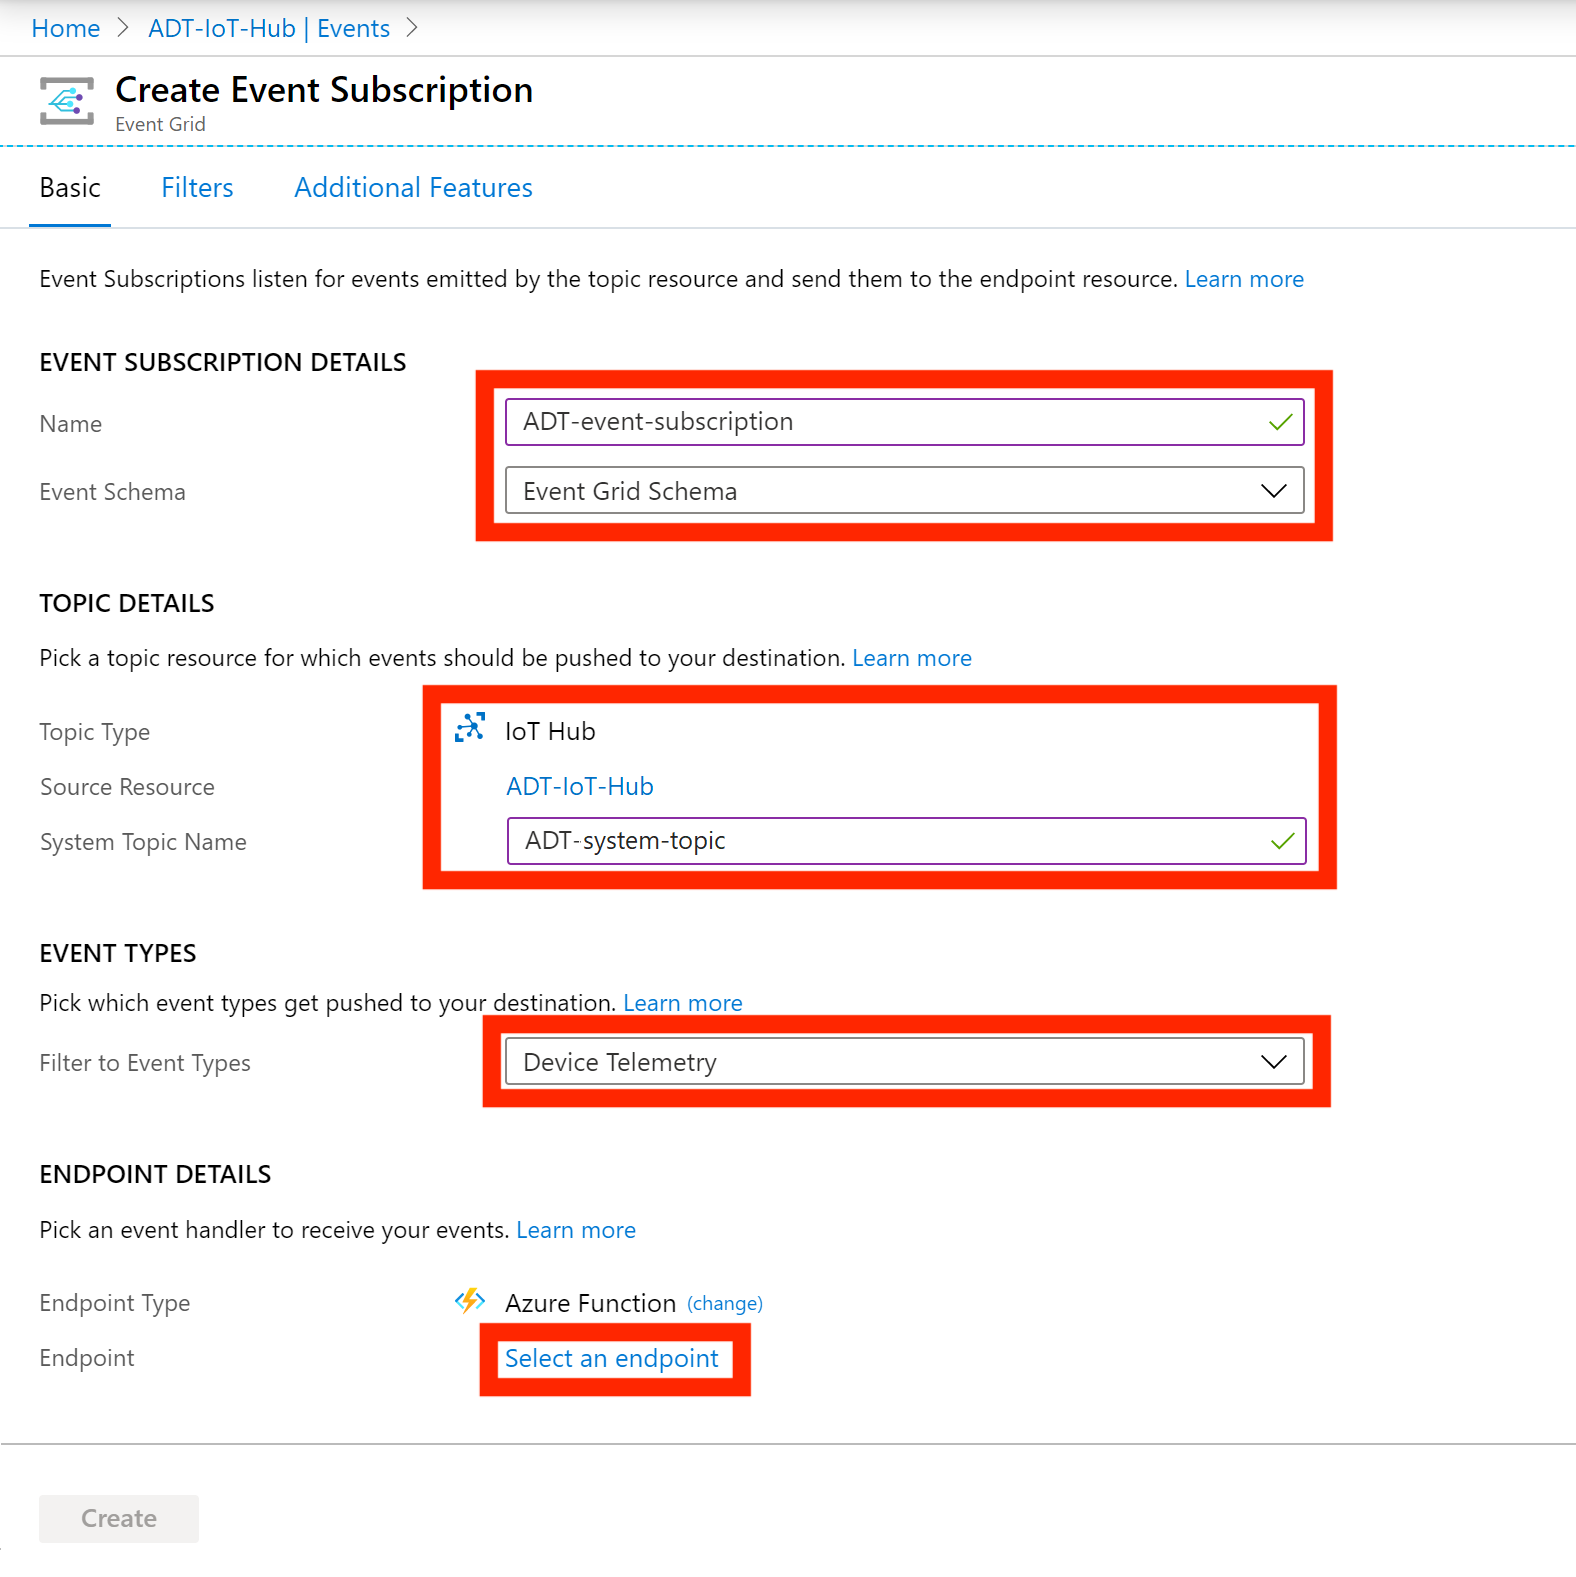 Home > ADT-IoT-Hub | Events >
Create Event Subscription
Event Grid
Basic Filters Additional Features
Event Subscriptions listen for events emitted by the topic resource and send them to the endpoint resource. Learn more
EVENT SUBSCRIPTION DETAILS
Name ADT-event-subscription
Event Schema Event Grid Schema
TOPIC DETAILS
Pick a topic resource for which events should be pushed to your destination. Learn more
Topic Type IoT Hub
Source Resource ADT-IoT-Hub
System Topic Name ADT-system-topic
EVENT TYPES
Pick which event types get pushed to your destination. Learn more
Filter to Event Types Device Telemetry
ENDPOINT DETAILS
Pick an event handler to receive your events. Learn more
Endpoint Type Azure Function (change)
Endpoint Select an endpoint
Create